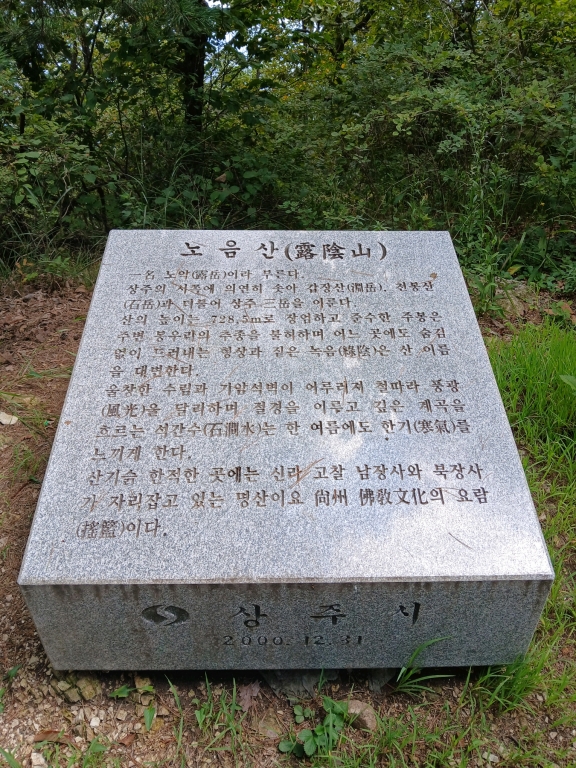 노음산(露陰山)
一名 노악(露岳)이라 부른다.
상주의 서쪽에 의연히 솟아 갑장산(淵岳), 천봉산
(石岳)과 더불어 상주 三岳을 이룬다.
산의 높이는 728.5m로 장엄하고 준수한 주봉은
주변 봉우리의 추종을 불허하며 어느 곳에도 숨김
없이 드러내는 형상과 짙은 녹음(綠陰)은 산 이름
을 대변한다.
울창한 수림과 기암석벽이 어우러져 철따라 풍광
(風光)을 달리하며 절경을 이루고 깊은 계곡을
흐르는 석간수(石澗水)는 한 여름에도 한기(寒氣)를
느끼게 한다.
산기슭 한적한 곳에는 신라 고찰 남장사와 북장사
가 자리잡고 있는 명산이요 尙州 佛敎文化의 요람
(搖籃)이다.
상주시
2000. 12. 31